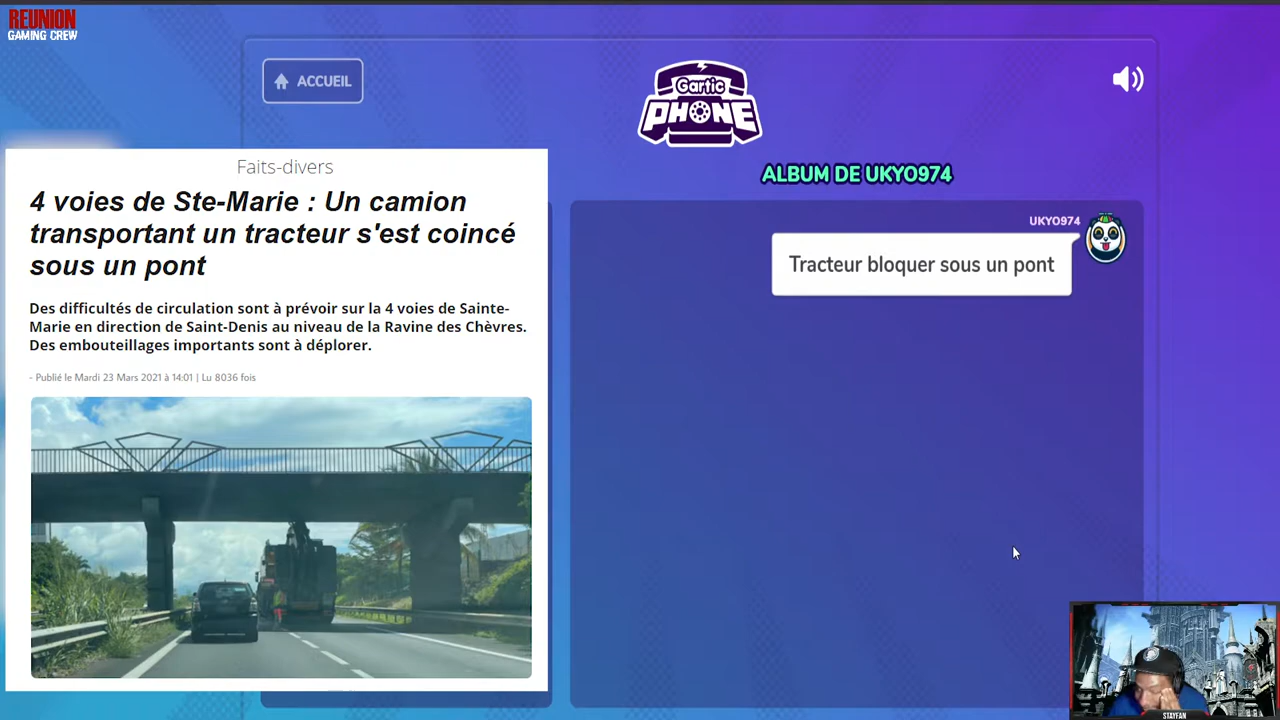 REUNION
GAMING CREW
ACCUEIL
Gartic
PHONE
ALBUM DE UKYO974
Faits-divers
4 voies de Ste-Marie : Un camion
transportant un tracteur s'est coincé
sous un pont
Des difficultés de circulation sont à prévoir sur la 4 voies de Sainte-
Marie en direction de Saint-Denis au niveau de la Ravine des Chèvres.
Des embouteillages importants sont à déplorer.
- Publié le Mardi 23 Mars 2021 à 14:01 | Lu 8036 fois
UKYO974
Tracteur bloquer sous un pont
STAYFAN